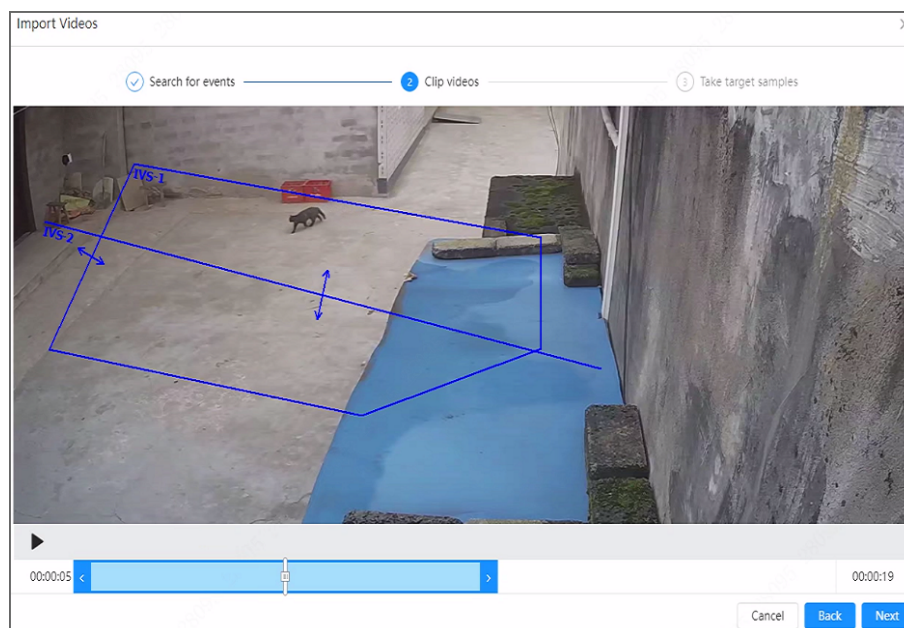 Import Videos
Search for events
2 Clip videos
3 Take target samples
IVS-1
IVS-2
00:00:05
00:00:19
Cancel
Back
Next